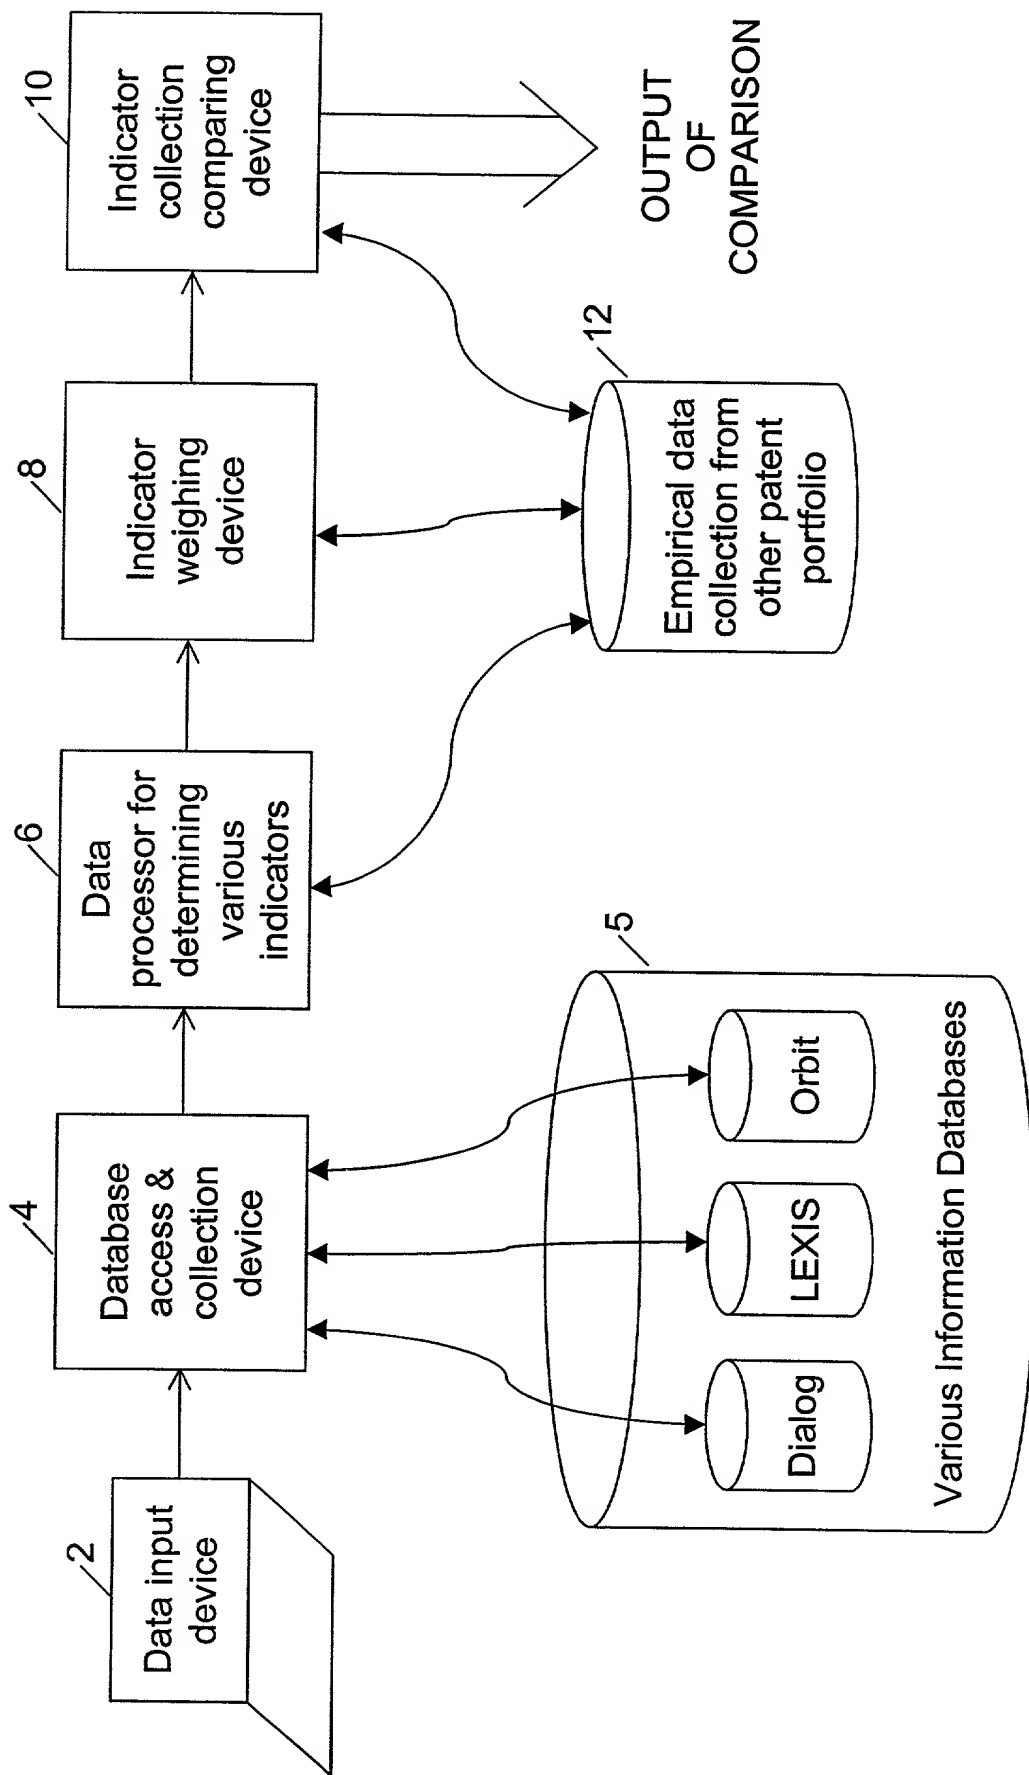 2
Data input
device
4
Database
access &
collection
device
6
Data
processor for
determining
various
indicators
8
Indicator
weighing
device
10
Indicator
collection
comparing
device
5
Dialog
LEXIS
Orbit
Various Information Databases
12
Empirical data
collection from
other patent
portfolio
OUTPUT
OF
COMPARISON